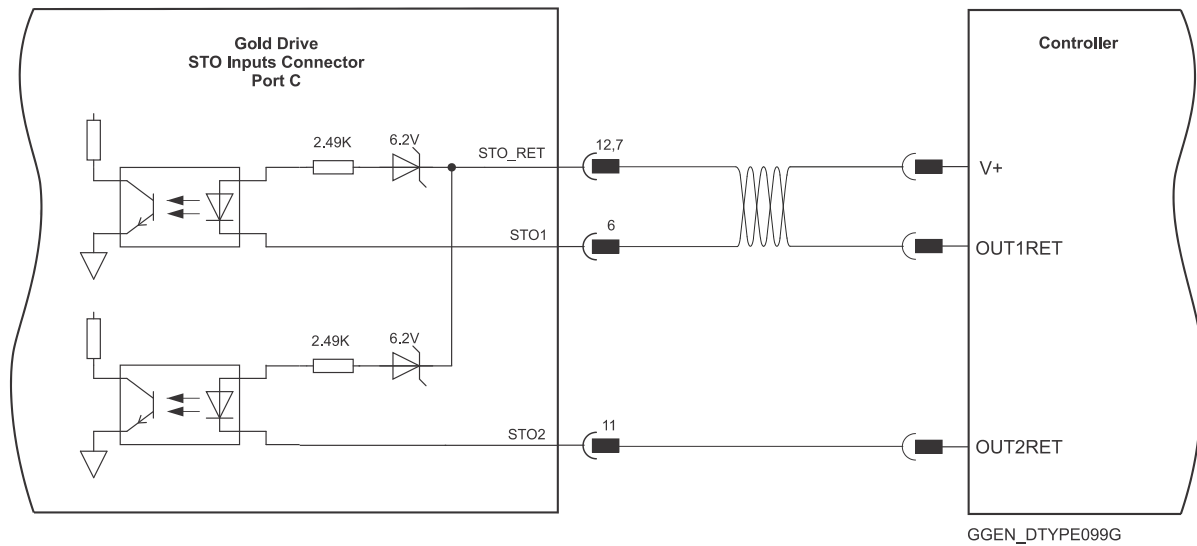 Gold Drive
STO Inputs Connector
Port C
Controller
2.49K
6.2V
STO_RET
12,7
V+
STO1
6
OUT1RET
2.49K
6.2V
STO2
11
OUT2RET
GGEN_DTYPE099G